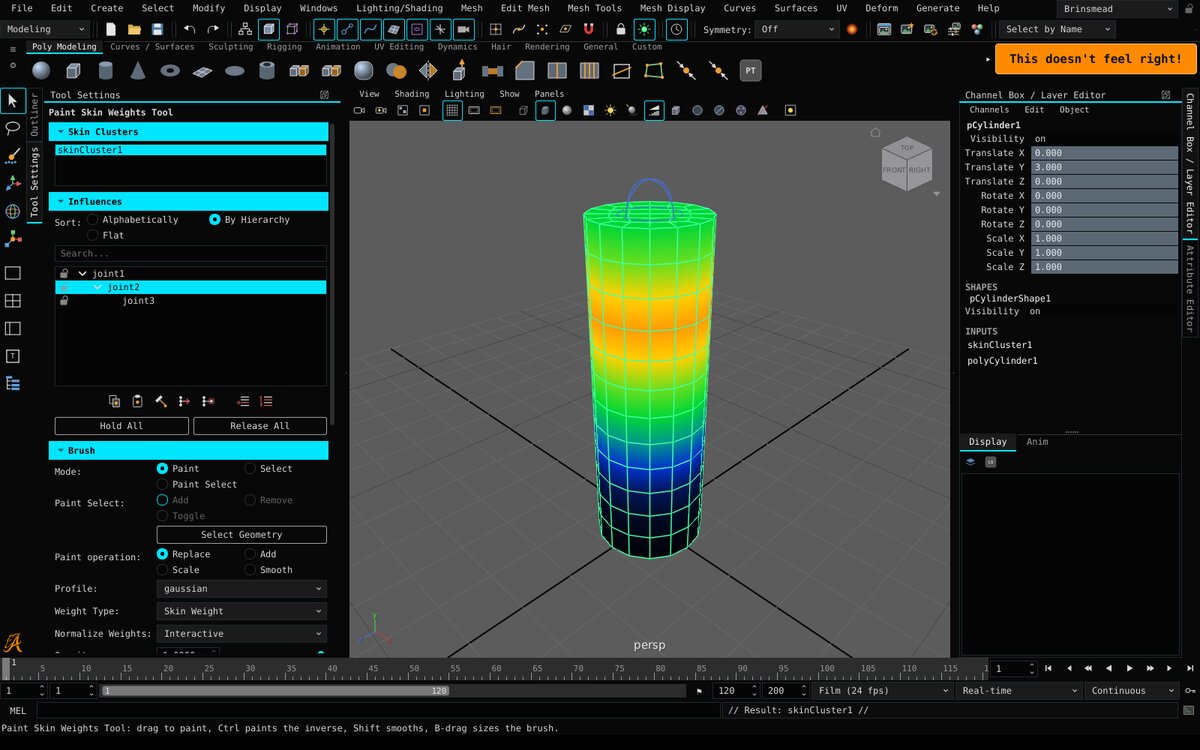 File Edit Create Select Modify Display Windows Lighting/Shading Mesh Edit Mesh Mesh Tools Mesh Display Curves Surfaces UV Deform Generate Help Brinsmead
Modeling Symmetry: Off Select by Name
Poly Modeling Curves / Surfaces Sculpting Rigging Animation UV Editing Dynamics Hair Rendering General Custom
This doesn't feel right!
PT
Outliner
Tool Settings
Tool Settings
Paint Skin Weights Tool
Skin Clusters
skinCluster1
Influences
Sort: Alphabetically By Hierarchy
Flat
Search...
joint1
joint2
joint3
Hold All Release All
Brush
Mode: Paint Select
Paint Select
Paint Select: Add Remove
Toggle
Select Geometry
Paint operation: Replace Add
Scale Smooth
Profile: gaussian
Weight Type: Skin Weight
Normalize Weights: Interactive
View Shading Lighting Show Panels
TOP
FRONT RIGHT
y
persp
Channel Box / Layer Editor
Channels Edit Object
pCylinder1
Visibility on
Translate X 0.000
Translate Y 3.000
Translate Z 0.000
Rotate X 0.000
Rotate Y 0.000
Rotate Z 0.000
Scale X 1.000
Scale Y 1.000
Scale Z 1.000
SHAPES
pCylinderShape1
Visibility on
INPUTS
skinCluster1
polyCylinder1
Display Anim
Channel Box / Layer Editor
Attribute Editor
1 5 10 15 20 25 30 35 40 45 50 55 60 65 70 75 80 85 90 95 100 105 110 115 1
1 1 1 120 120 200 Film (24 fps) Real-time Continuous
MEL // Result: skinCluster1 //
Paint Skin Weights Tool: drag to paint, Ctrl paints the inverse, Shift smooths, B-drag sizes the brush.